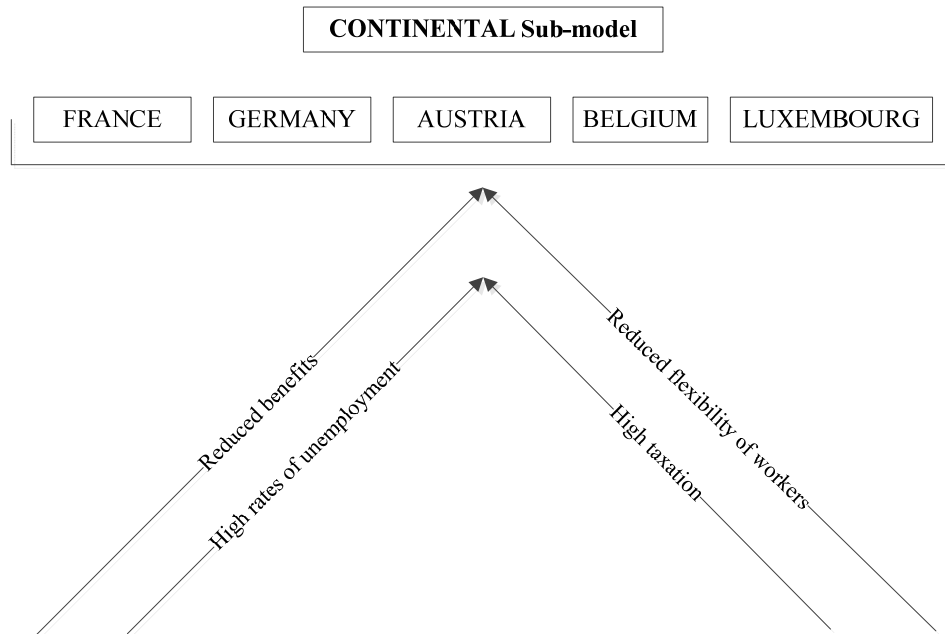 CONTINENTAL Sub-model
FRANCE
GERMANY
AUSTRIA
BELGIUM
LUXEMBOURG
Reduced benefits
High rates of unemployment
High taxation
Reduced flexibility of workers